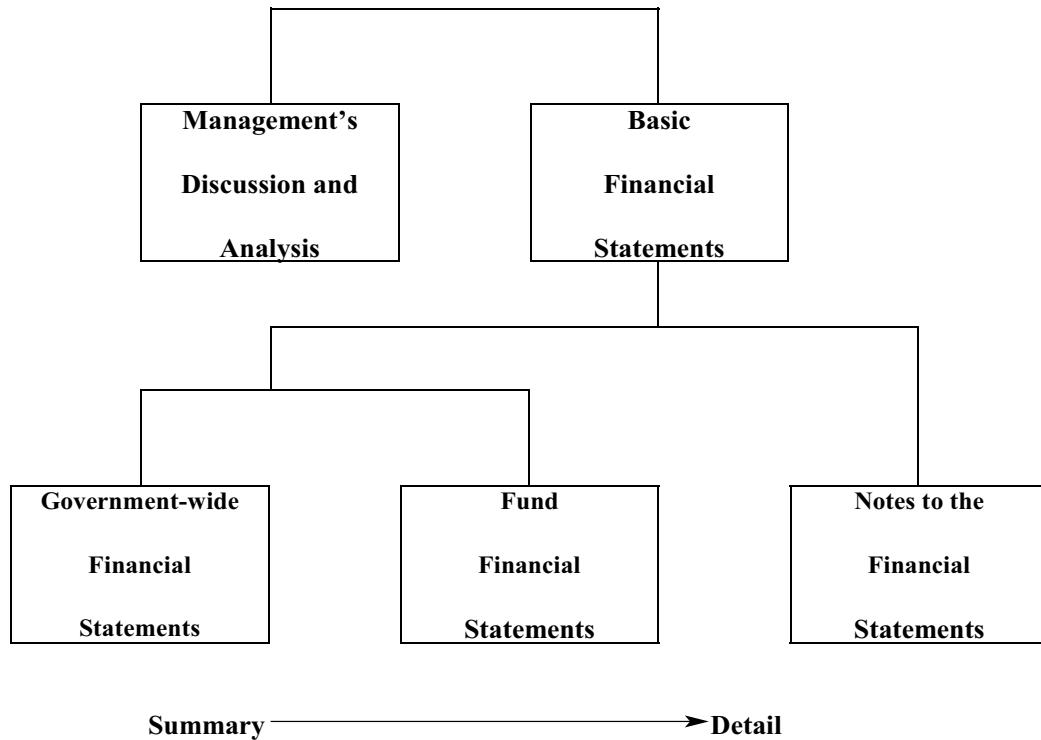 Management’s
Discussion and
Analysis
Basic
Financial
Statements
Government-wide
Financial
Statements
Fund
Financial
Statements
Notes to the
Financial
Statements
Summary
Detail